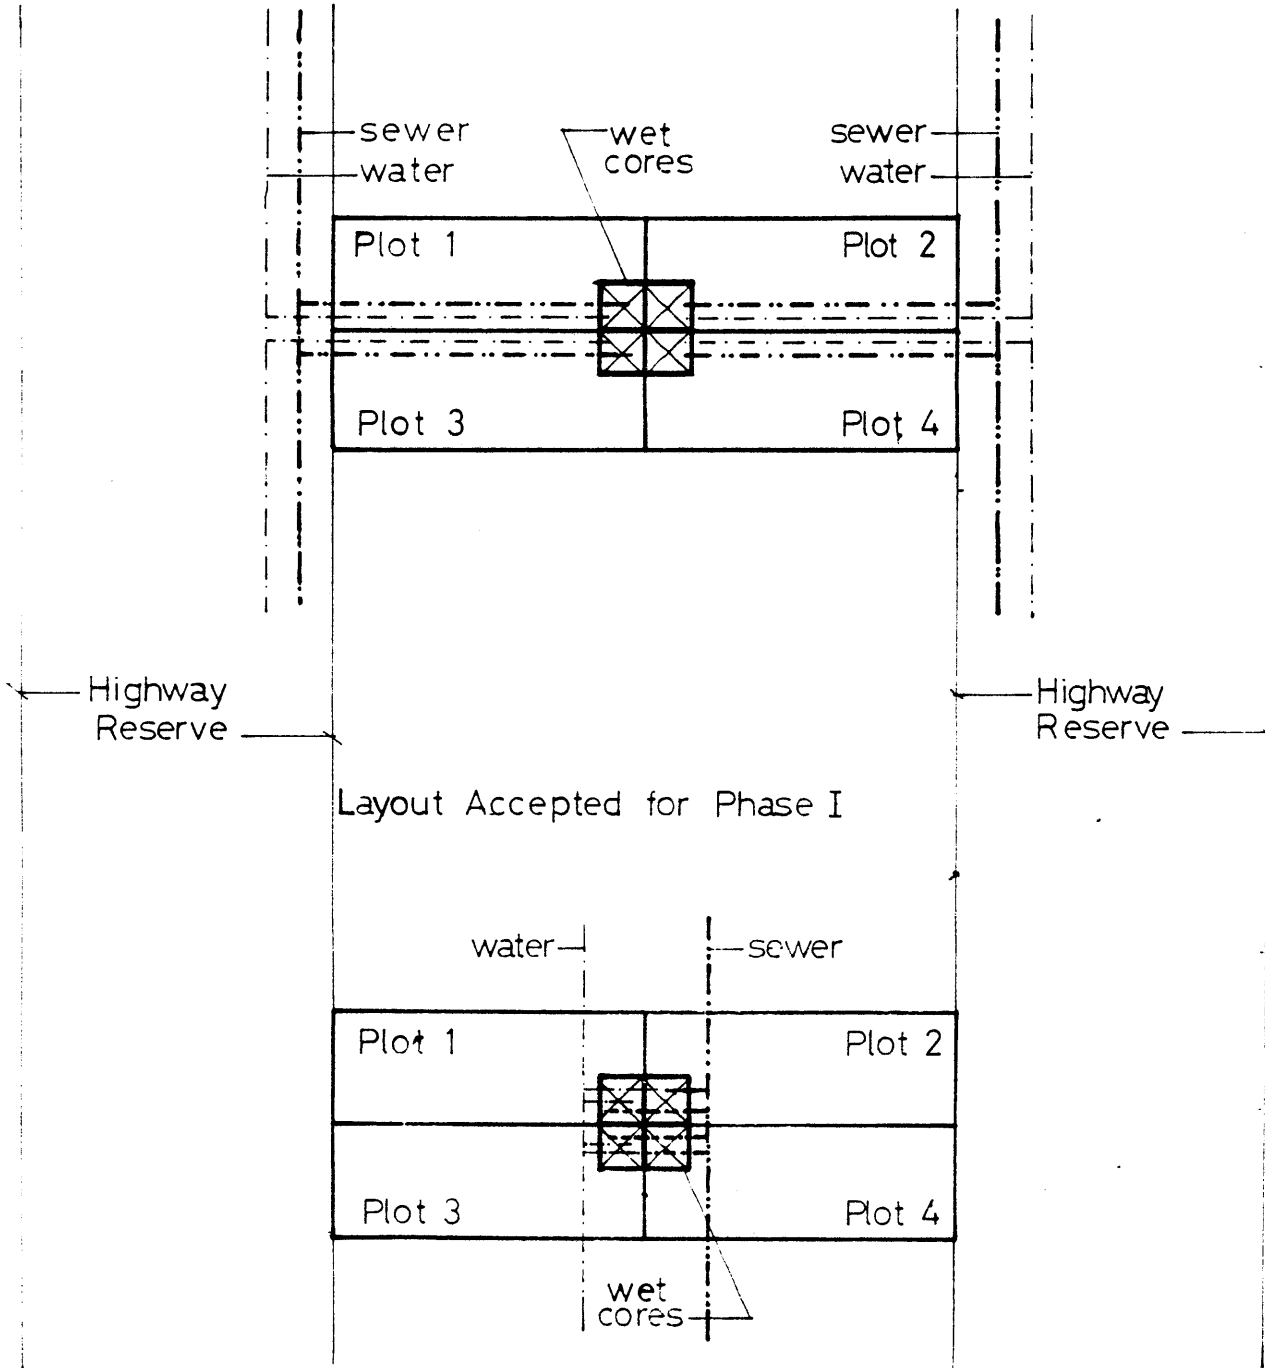 sewer
water
wet
cores
sewer
water
Plot 1
Plot 2
Plot 3
Plot 4
Highway
Reserve
Highway
Reserve
Layout Accepted for Phase I
water
sewer
Plot 1
Plot 2
Plot 3
Plot 4
wet
cores